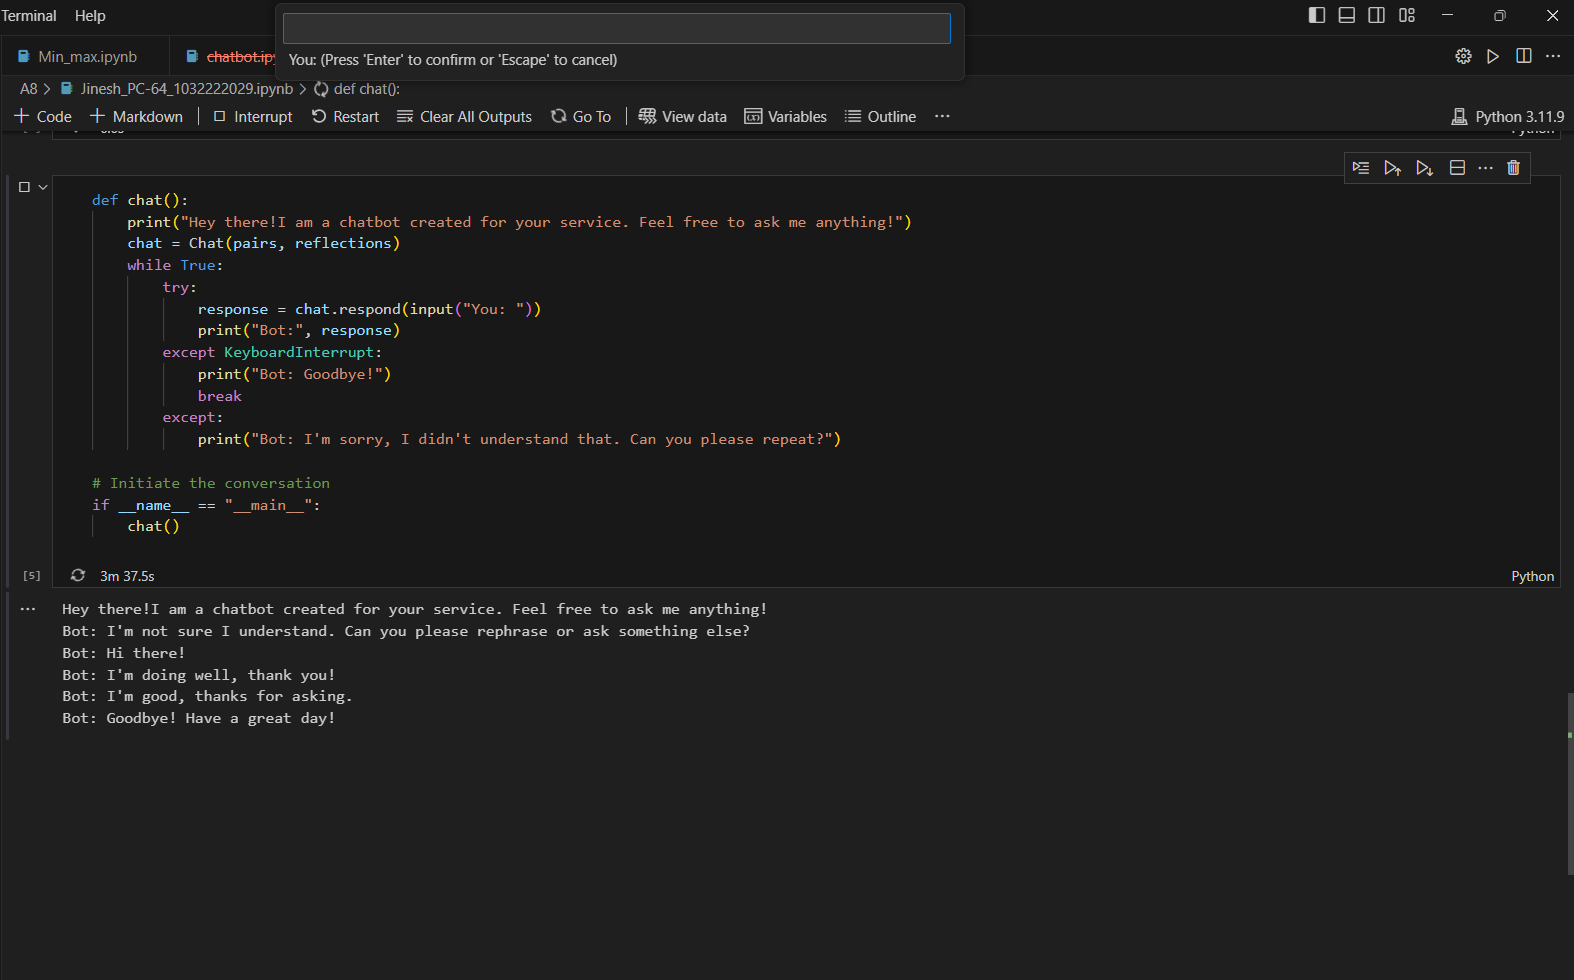 Terminal Help
You: (Press 'Enter' to confirm or 'Escape' to cancel)
Min_max.ipynb chatbot.ipy
A8 > Jinesh_PC-64_1032222029.ipynb > def chat():
Code Markdown Interrupt Restart Clear All Outputs Go To View data Variables Outline ... Python 3.11.9
def chat():
print("Hey there!I am a chatbot created for your service. Feel free to ask me anything!")
chat = Chat(pairs, reflections)
while True:
try:
response = chat.respond(input("You: "))
print("Bot:", response)
except KeyboardInterrupt:
print("Bot: Goodbye!")
break
except:
print("Bot: I'm sorry, I didn't understand that. Can you please repeat?")
# Initiate the conversation
if __name__ == "__main__":
chat()
[5] 3m 37.5s Python
Hey there!I am a chatbot created for your service. Feel free to ask me anything!
Bot: I'm not sure I understand. Can you please rephrase or ask something else?
Bot: Hi there!
Bot: I'm doing well, thank you!
Bot: I'm good, thanks for asking.
Bot: Goodbye! Have a great day!